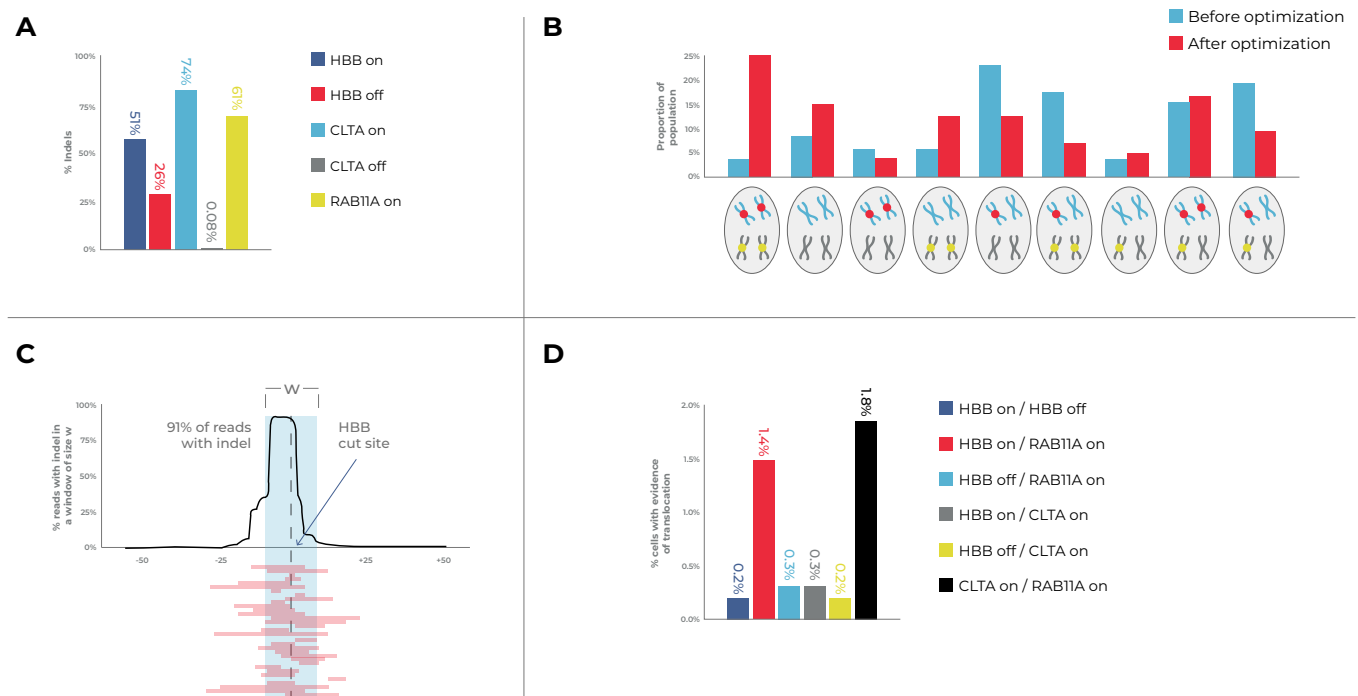 A
% Indels
100%
75%
50%
25%
0%
51%
26%
74%
0.08%
61%
HBB on
HBB off
CLTA on
CLTA off
RAB11A on
B
Before optimization
After optimization
Proportion of
population
25%
20%
15%
10%
5%
0%
C
W
% reads with indel in
a window of size w
100%
75%
50%
25%
0%
91% of reads
with indel
HBB
cut site
-50
-25
+25
+50
D
% cells with evidence
of translocation
2.0%
1.5%
1.0%
0.5%
0.0%
0.2%
1.4%
0.3%
0.3%
0.2%
1.8%
HBB on / HBB off
HBB on / RAB11A on
HBB off / RAB11A on
HBB on / CLTA on
HBB off / CLTA on
CLTA on / RAB11A on